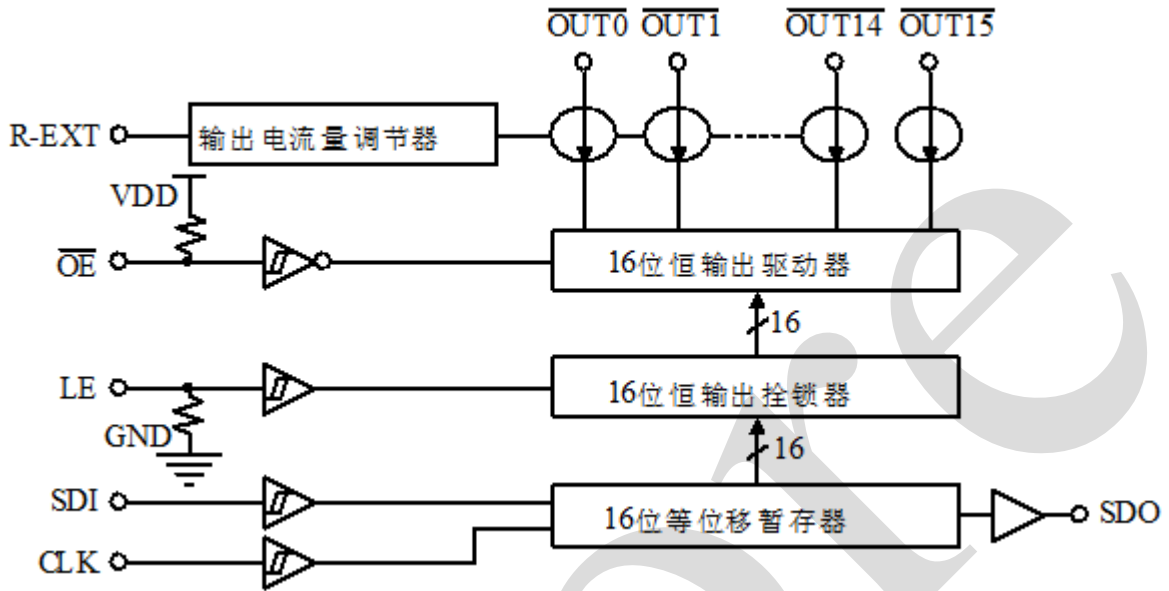 OUT0 OUT1 OUT14 OUT15
R-EXT 输出电流量调节器
VDD
OE 16位恒输出驱动器
16
LE 16位恒输出拴锁器
GND
16
SDI 16位等位移暂存器 SDO
CLK
ore